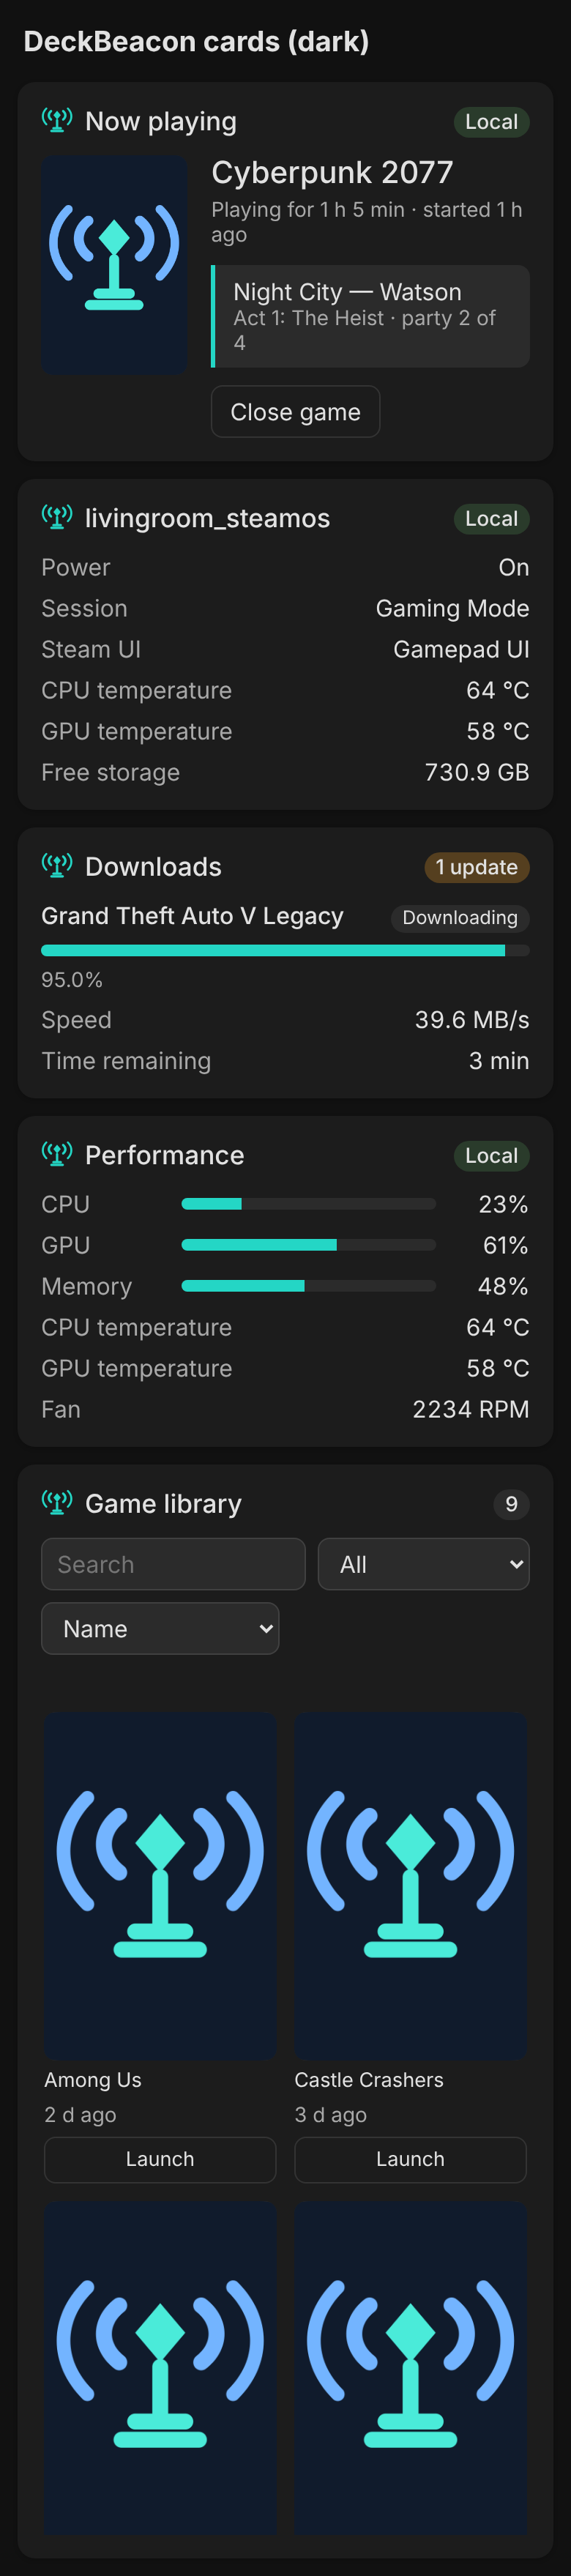 DeckBeacon cards (dark)
Now playing
Local
Cyberpunk 2077
Playing for 1 h 5 min · started 1 h
ago
Night City — Watson
Act 1: The Heist · party 2 of
4
Close game
livingroom_steamos
Local
Power
On
Session
Gaming Mode
Steam UI
Gamepad UI
CPU temperature
64 °C
GPU temperature
58 °C
Free storage
730.9 GB
Downloads
1 update
Grand Theft Auto V Legacy
Downloading
95.0%
Speed
39.6 MB/s
Time remaining
3 min
Performance
Local
CPU
23%
GPU
61%
Memory
48%
CPU temperature
64 °C
GPU temperature
58 °C
Fan
2234 RPM
Game library
9
Search
All
Name
Among Us
Castle Crashers
2 d ago
3 d ago
Launch
Launch